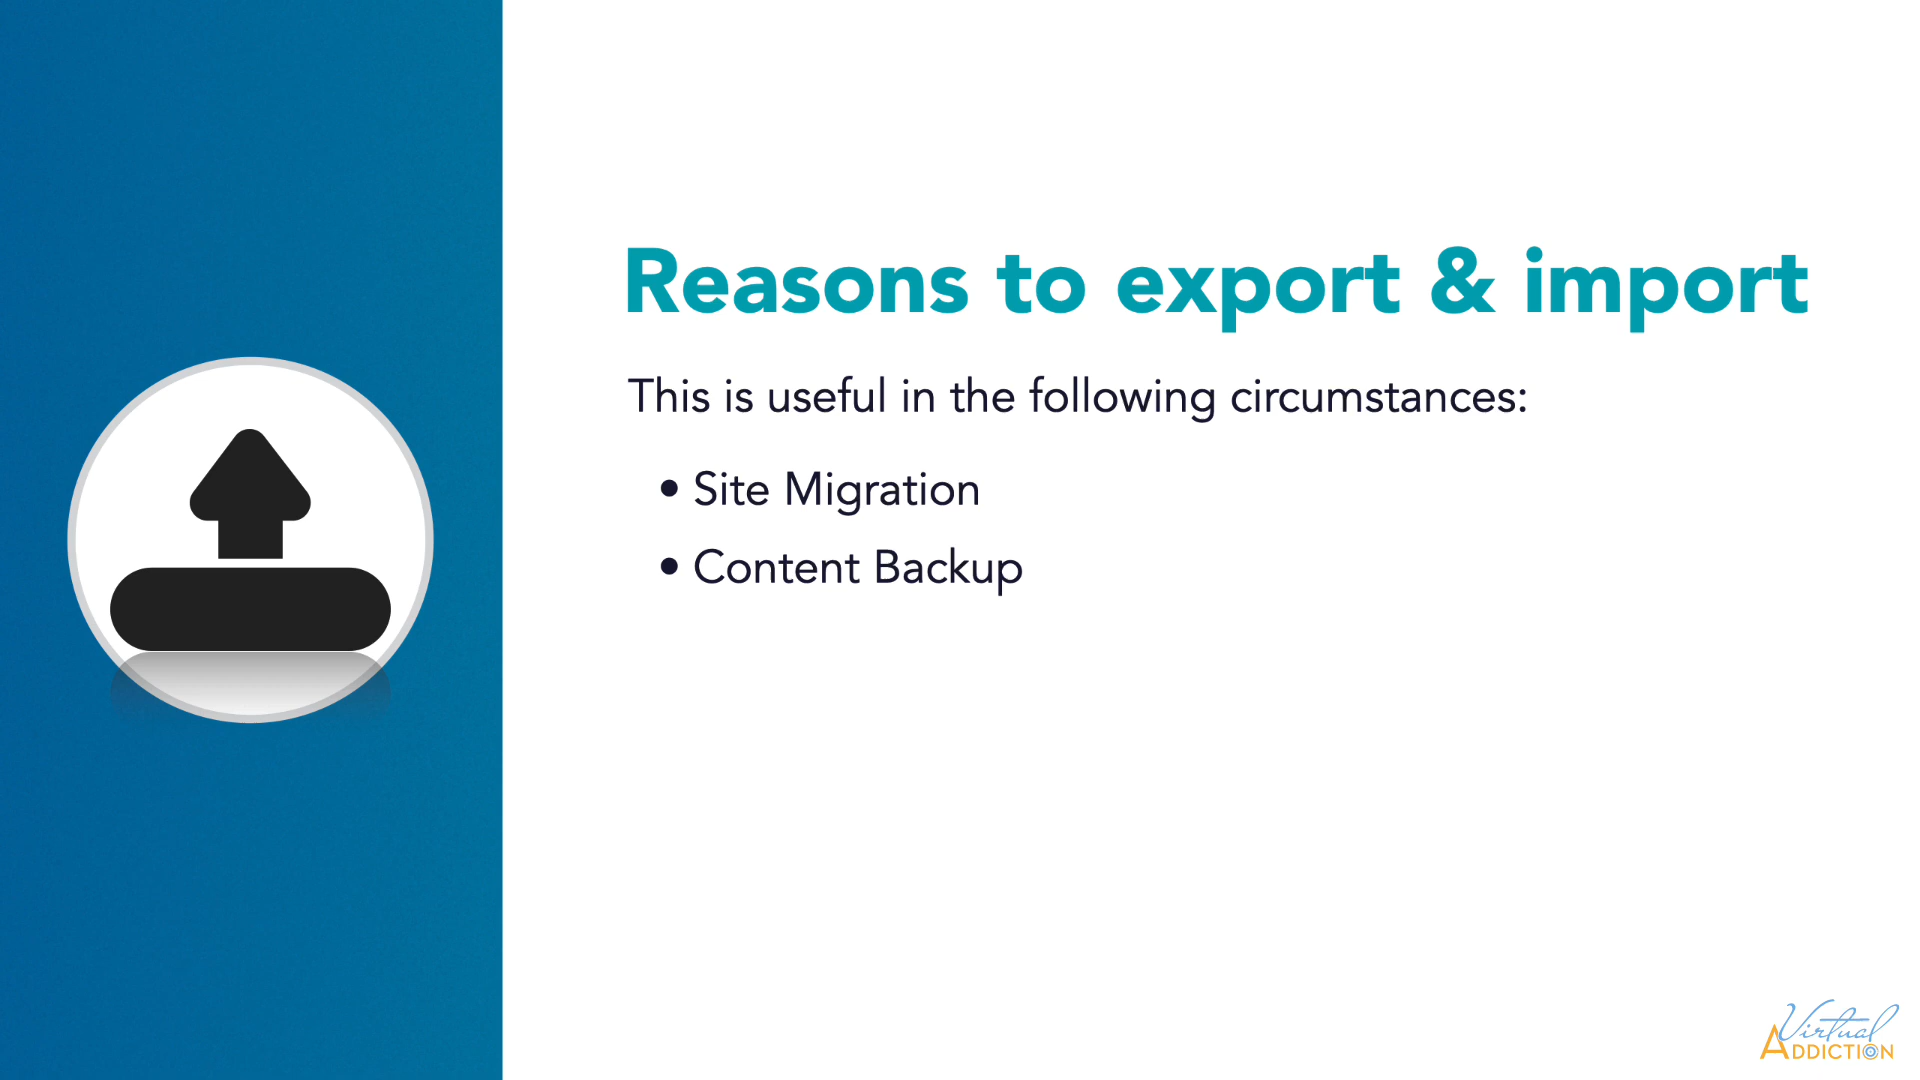 Reasons to export & import
This is useful in the following circumstances:
• Site Migration
• Content Backup
Virtual
ADDICTION